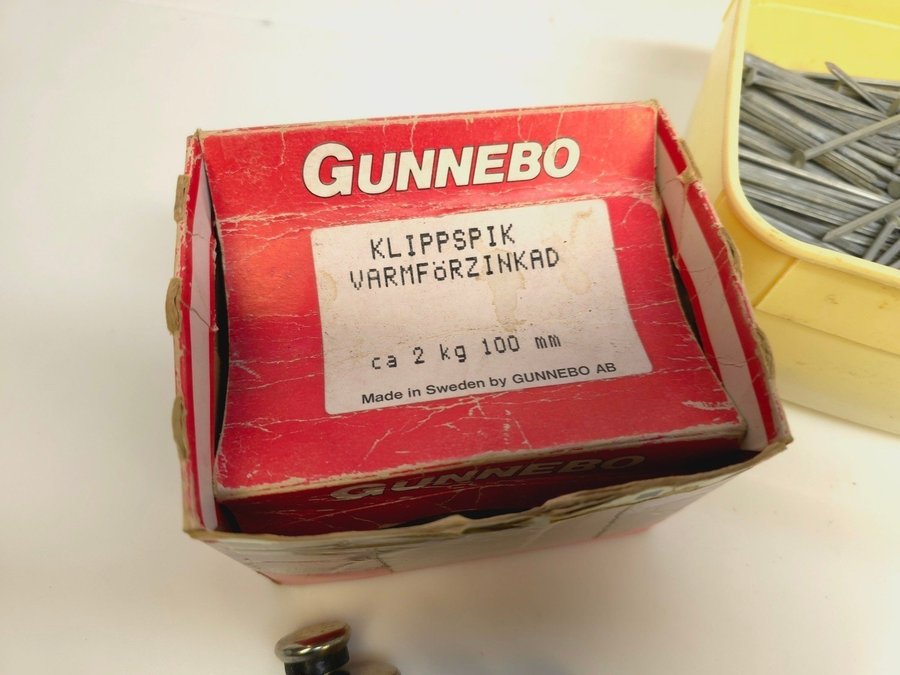 GUNNEBO
KLIPPSPIK
VARMFöRZINKAD
ca 2 kg 100 mm
Made in Sweden by GUNNEBO AB
GUNNEBO